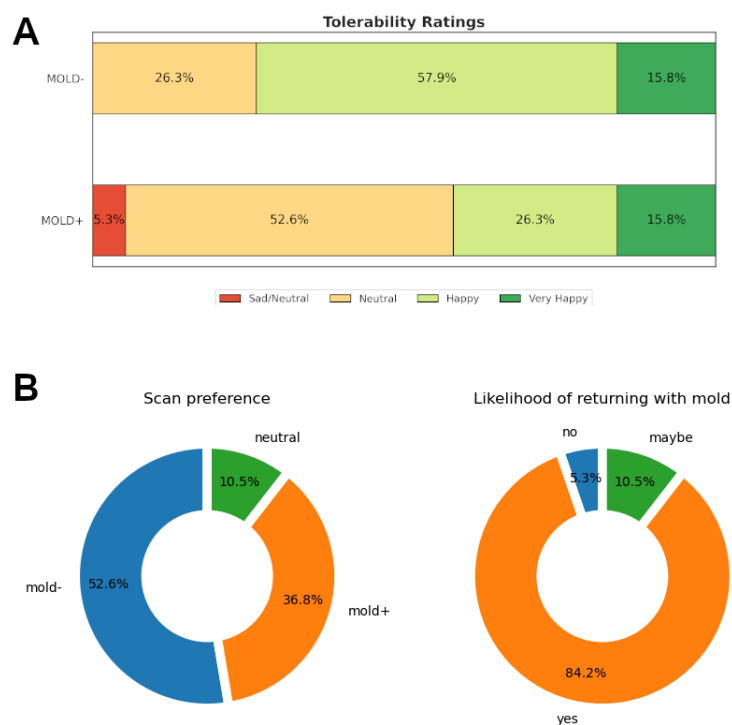 A
Tolerability Ratings
MOLD-
26.3%
57.9%
15.8%
MOLD+
5.3%
52.6%
26.3%
15.8%
Sad/Neutral
Neutral
Happy
Very Happy
B
Scan preference
neutral
10.5%
mold-
52.6%
36.8%
mold+
Likelihood of returning with mold
no
maybe
5.3%
10.5%
84.2%
yes